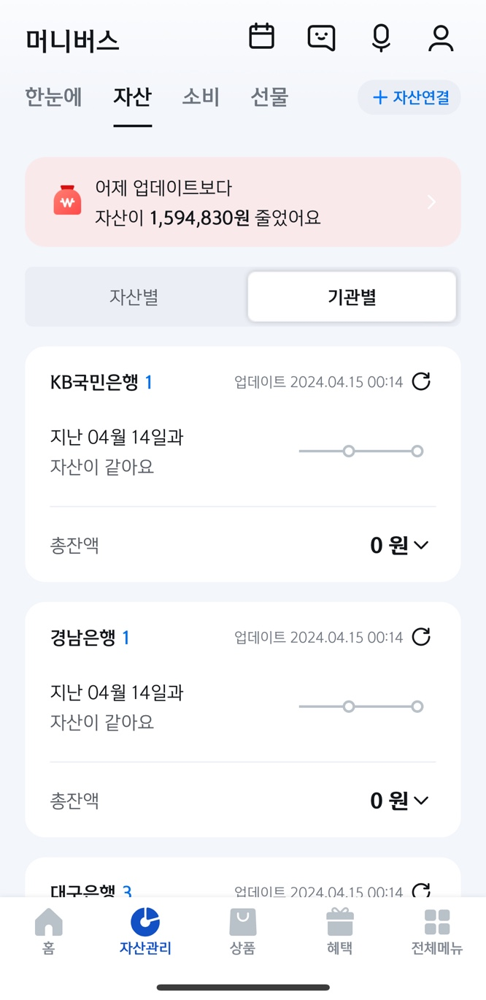 머니버스
한눈에 자산 소비 선물 + 자산연결
어제 업데이트보다
자산이 1,594,830원 줄었어요
자산별 기관별
KB국민은행 1 업데이트 2024.04.15 00:14
지난 04월 14일과
자산이 같아요
총잔액 0 원
경남은행 1 업데이트 2024.04.15 00:14
지난 04월 14일과
자산이 같아요
총잔액 0 원
대구은행 3 업데이트 2024.04.15 00:14
홈 자산관리 상품 혜택 전체메뉴